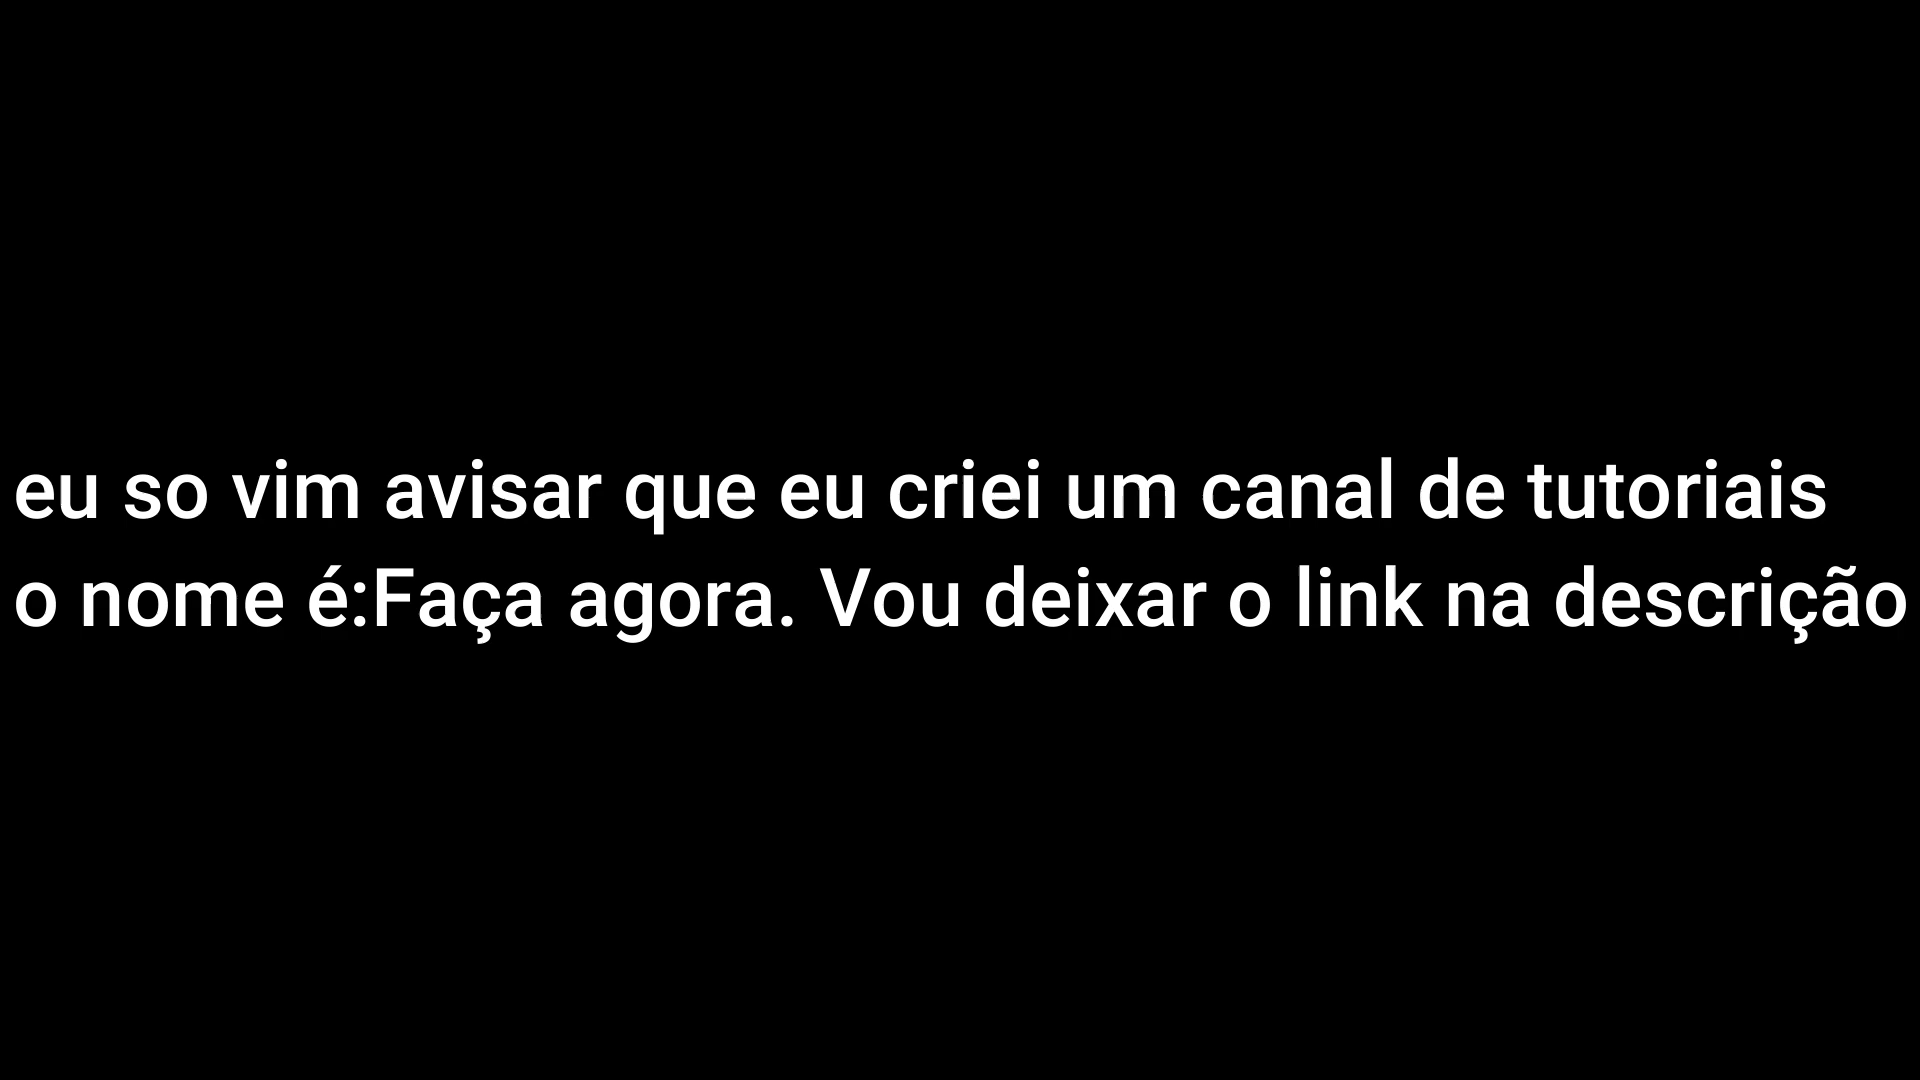 eu so vim avisar que eu criei um canal de tutoriais
o nome é:Faça agora. Vou deixar o link na descrição